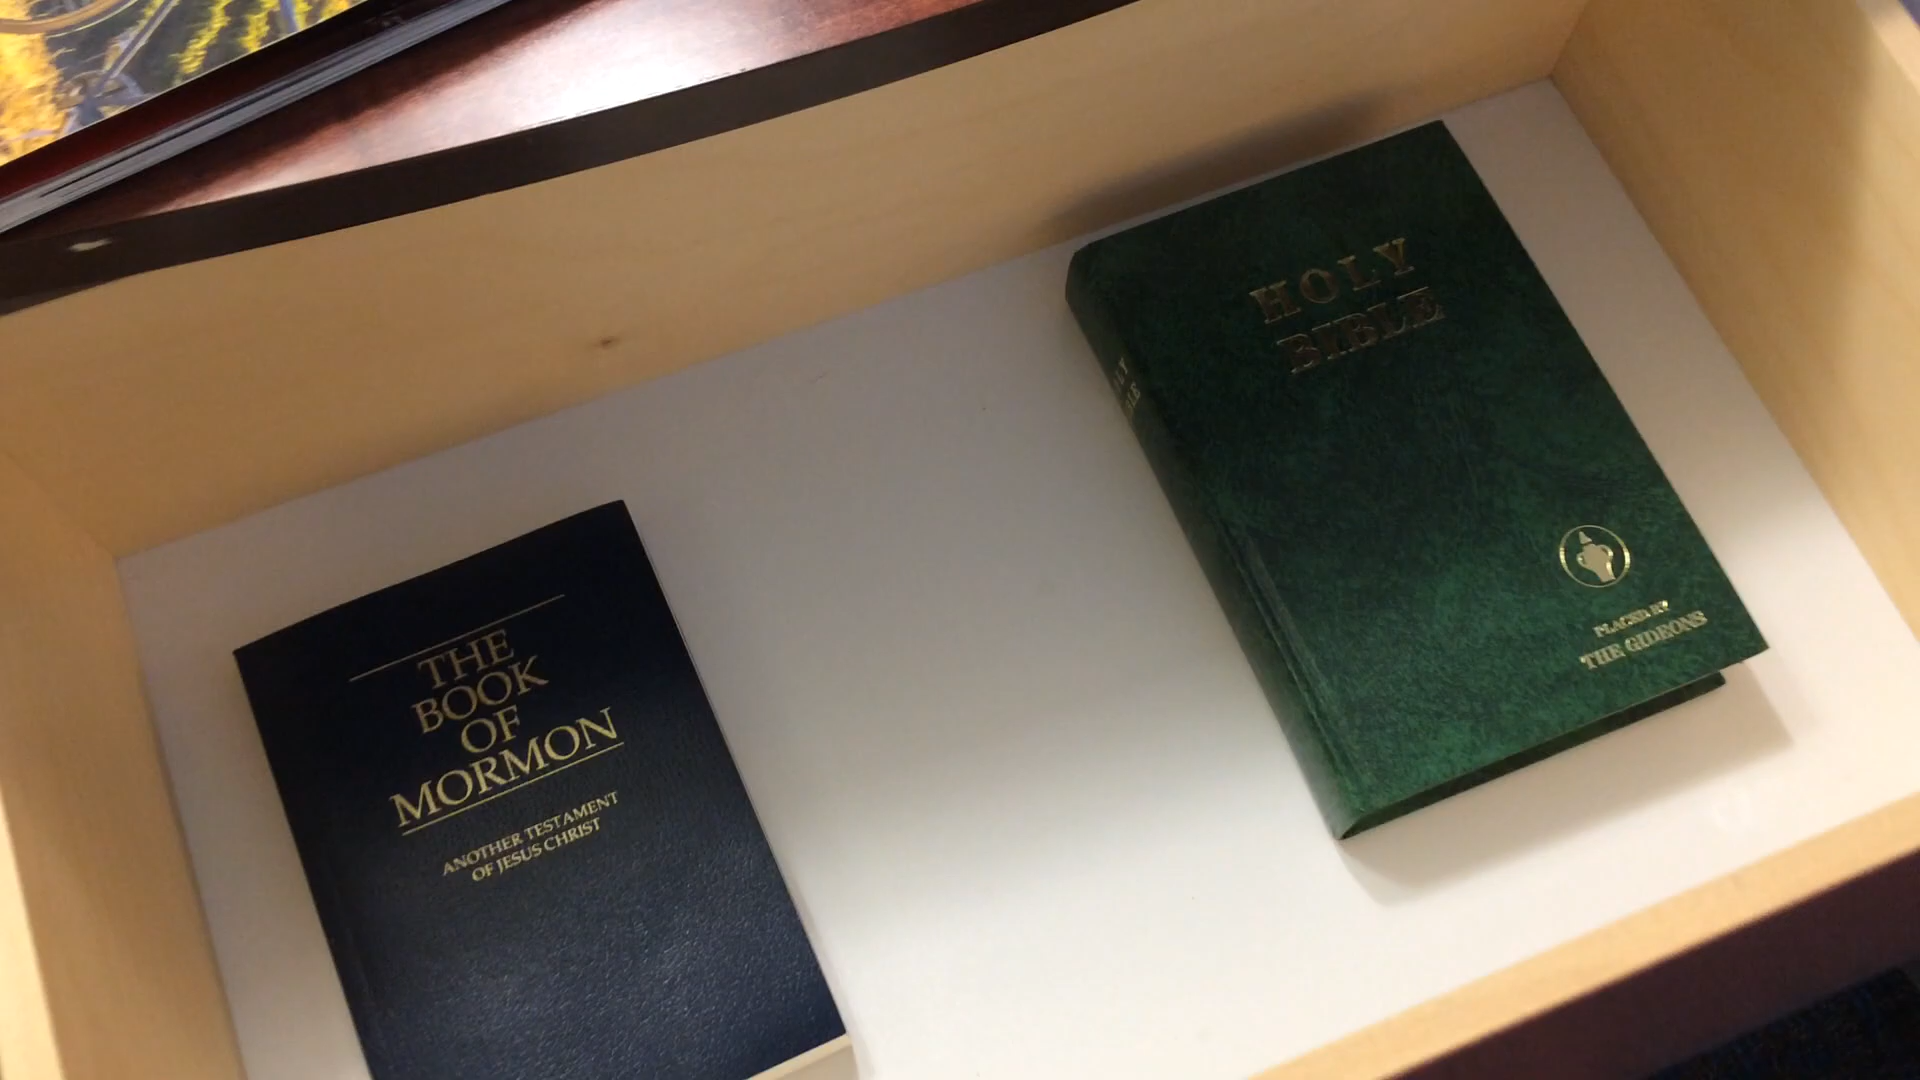 THE
BOOK
OF
MORMON
ANOTHER TESTAMENT
OF JESUS CHRIST
HOLY
BIBLE
PLACED BY
THE GIDEONS